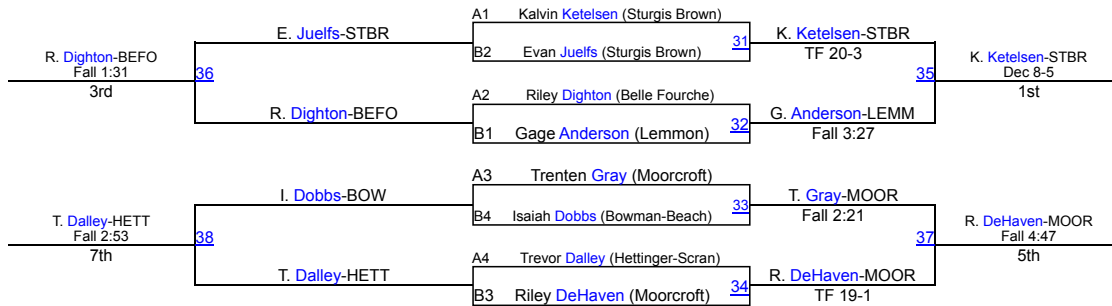 A1 Kalvin Ketelsen (Sturgis Brown)
E. Juelfs-STBR 31 K. Ketelsen-STBR
B2 Evan Juelfs (Sturgis Brown) TF 20-3
R. Dighton-BEFO 36 35 K. Ketelsen-STBR
Fall 1:31 Dec 8-5
3rd 1st
A2 Riley Dighton (Belle Fourche)
R. Dighton-BEFO 32 G. Anderson-LEMM
B1 Gage Anderson (Lemmon) Fall 3:27
A3 Trenten Gray (Moorcroft)
I. Dobbs-BOW 33 T. Gray-MOOR
B4 Isaiah Dobbs (Bowman-Beach) Fall 2:21
T. Dalley-HETT 38 37 R. DeHaven-MOOR
Fall 2:53 Fall 4:47
7th 5th
A4 Trevor Dalley (Hettinger-Scran)
T. Dalley-HETT 34 R. DeHaven-MOOR
B3 Riley DeHaven (Moorcroft) TF 19-1